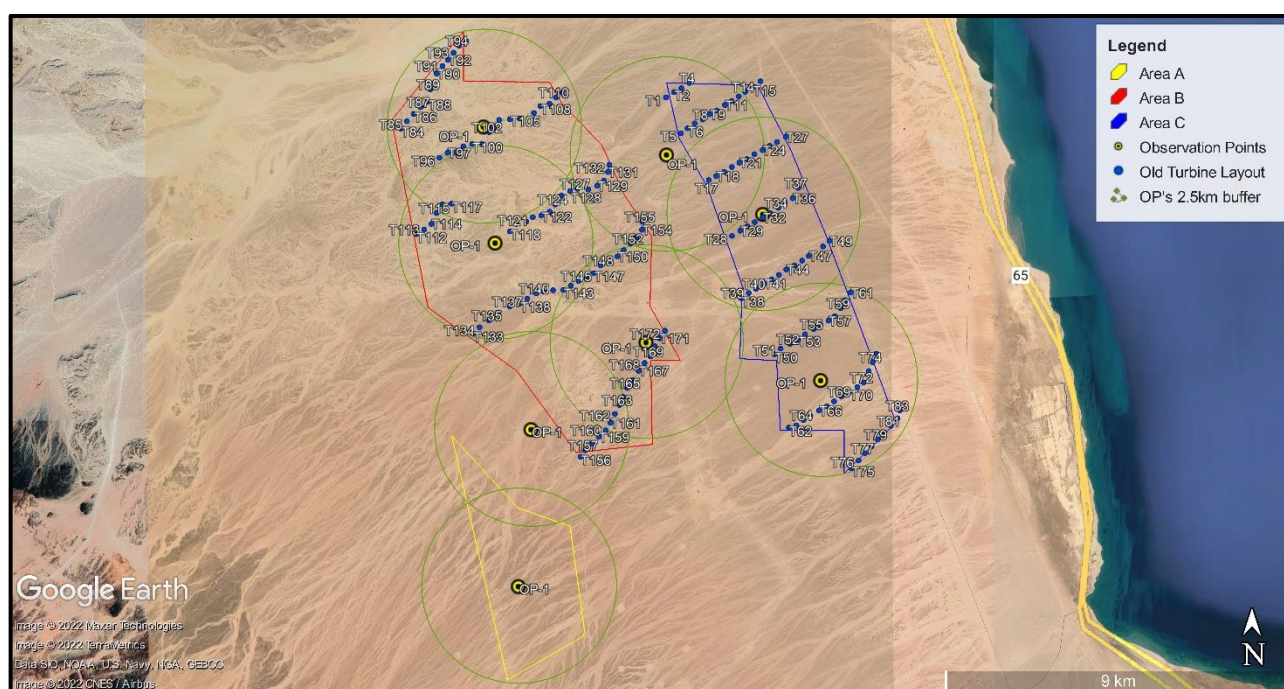 T94
T93
T92
T91
T90
T89
T87
T88
T86
T85
T84
T110
T108
T105
T102
OP-1
T100
T97
T96
T4
T2
T1
T14
T15
T11
T8
T9
T6
T5
OP-1
T27
T24
T21
T18
T17
T132
T131
T129
T127
T128
T124
T122
T121
T118
OP-1
T115
T117
T114
T113
T112
T37
T36
T34
T32
OP-1
T29
T28
T155
T154
T152
T150
T148
T147
T145
T143
T140
T138
T137
T135
T134
T133
T49
T47
T44
T41
T40
T39
T38
T61
T59
T57
T55
T53
T52
T51
T50
T172
T171
OP-1
T169
T168
T167
T165
T163
T162
T161
T160
T159
T157
T156
OP-1
T74
T72
T70
T69
T66
T64
T62
OP-1
T83
T81
T79
T77
T76
T75
OP-1
65
Legend
Area A
Area B
Area C
Observation Points
Old Turbine Layout
OP's 2.5km buffer
Google Earth
Image © 2022 Maxar Technologies
Image © 2022 TerraMetrics
Data SIO, NOAA, U.S. Navy, NGA, GEBCO
Image © 2022 CNES / Airbus
N
9 km